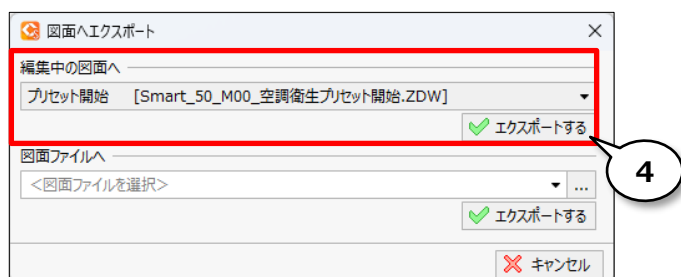 図面へエクスポート
編集中の図面へ
プリセット開始 [Smart_50_M00_空調衛生プリセット開始.ZDW]
エクスポートする
図面ファイルへ
<図面ファイルを選択>
...
エクスポートする
キャンセル
4